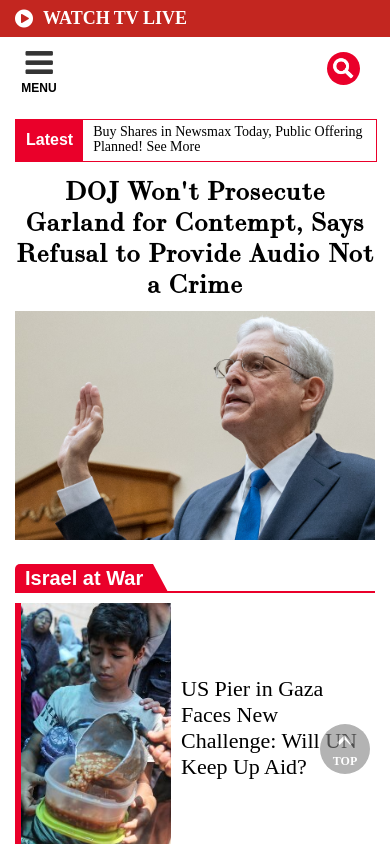 WATCH TV LIVE
MENU
Latest
Buy Shares in Newsmax Today, Public Offering
Planned! See More
DOJ Won't Prosecute
Garland for Contempt, Says
Refusal to Provide Audio Not
a Crime
Israel at War
US Pier in Gaza
Faces New
Challenge: Will UN
Keep Up Aid?
TOP